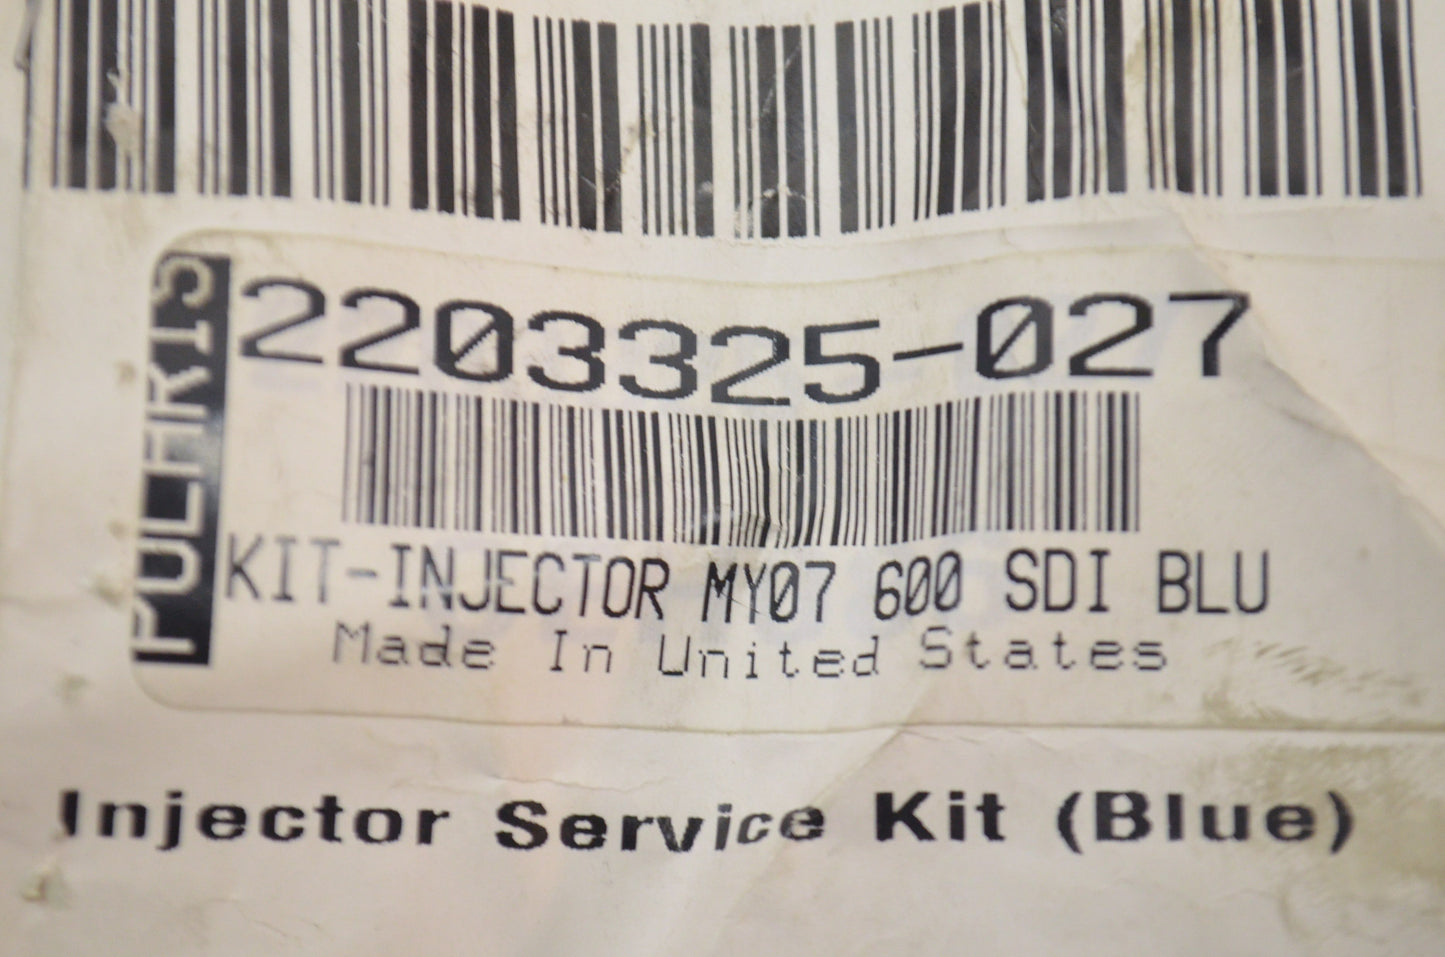 2203325-027
POLARIS
KIT-INJECTOR MY07 600 SDI BLU
Made In United States
Injector Service Kit (Blue)